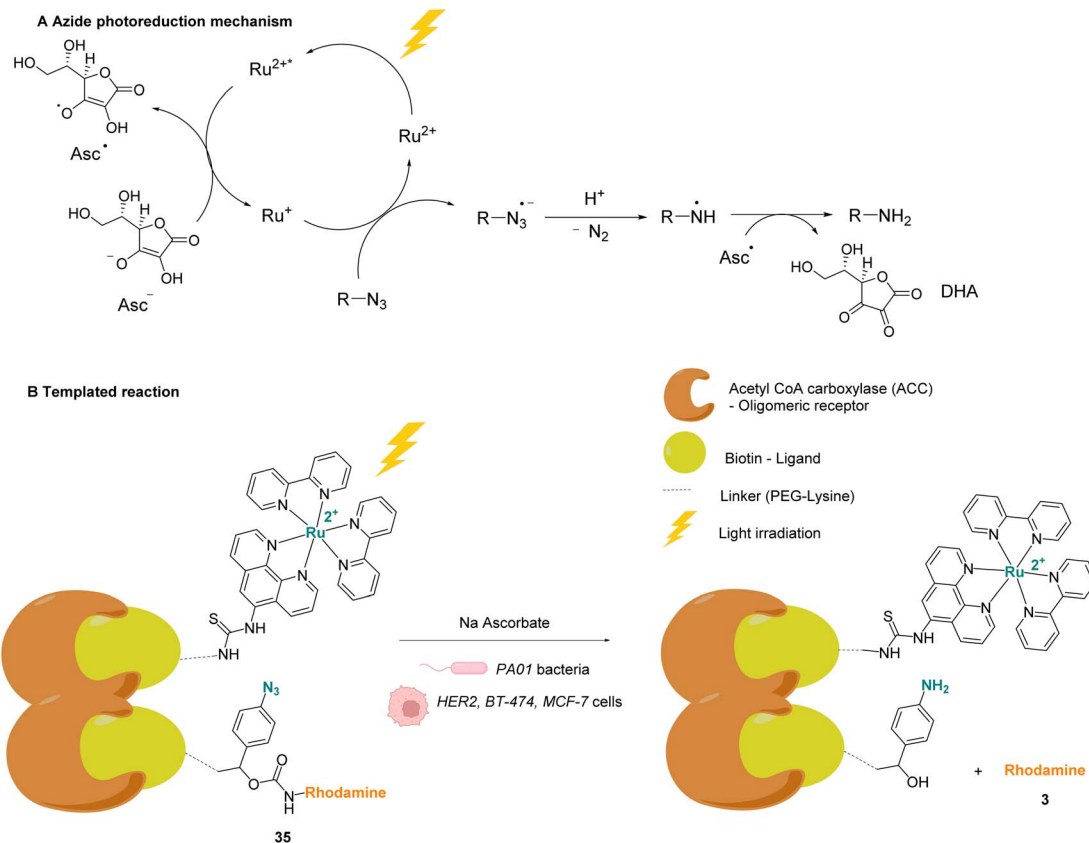 A Azide photoreduction mechanism
OH
HO
H
O
O
O
OH
Asc•
Ru2+*
Ru2+
OH
HO
H
O
O
−O
OH
Asc−
Ru+
R−N3
R−N3•−
H+
− N2
R−NH
•
Asc•
R−NH2
OH
HO
H
O
O
O
O
DHA
B Templated reaction
Acetyl CoA carboxylase (ACC)
- Oligomeric receptor
Biotin - Ligand
Linker (PEG-Lysine)
Light irradiation
N
N
2+
Ru
N
N
N
N
S
NH
NH
N3
O
O
N
H
Rhodamine
35
Na Ascorbate
PA01 bacteria
HER2, BT-474, MCF-7 cells
N
N
2+
Ru
N
N
N
N
S
NH
NH
NH2
OH
+ Rhodamine
3